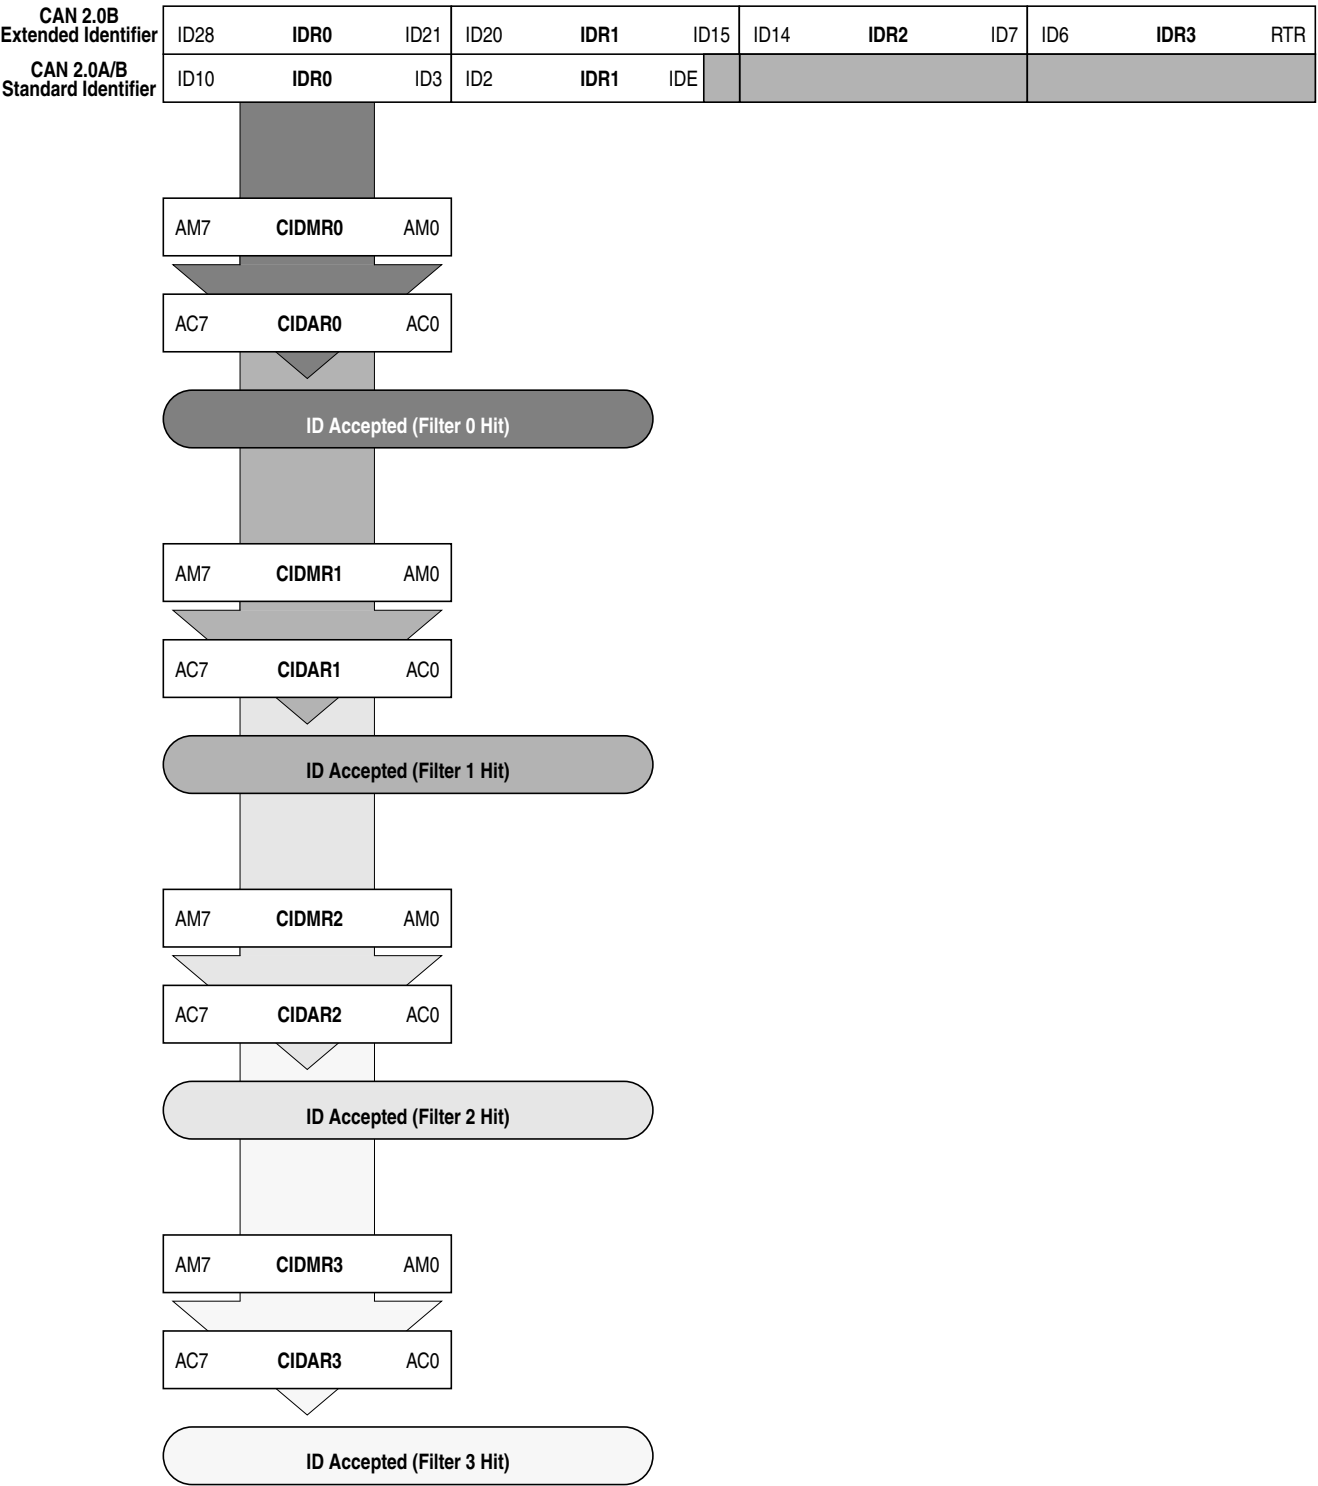 CAN 2.0B
Extended Identifier ID28 IDR0 ID21 ID20 IDR1 ID15 ID14 IDR2 ID7 ID6 IDR3 RTR
CAN 2.0A/B
Standard Identifier ID10 IDR0 ID3 ID2 IDR1 IDE
AM7 CIDMR0 AM0
AC7 CIDAR0 AC0
ID Accepted (Filter 0 Hit)
AM7 CIDMR1 AM0
AC7 CIDAR1 AC0
ID Accepted (Filter 1 Hit)
AM7 CIDMR2 AM0
AC7 CIDAR2 AC0
ID Accepted (Filter 2 Hit)
AM7 CIDMR3 AM0
AC7 CIDAR3 AC0
ID Accepted (Filter 3 Hit)